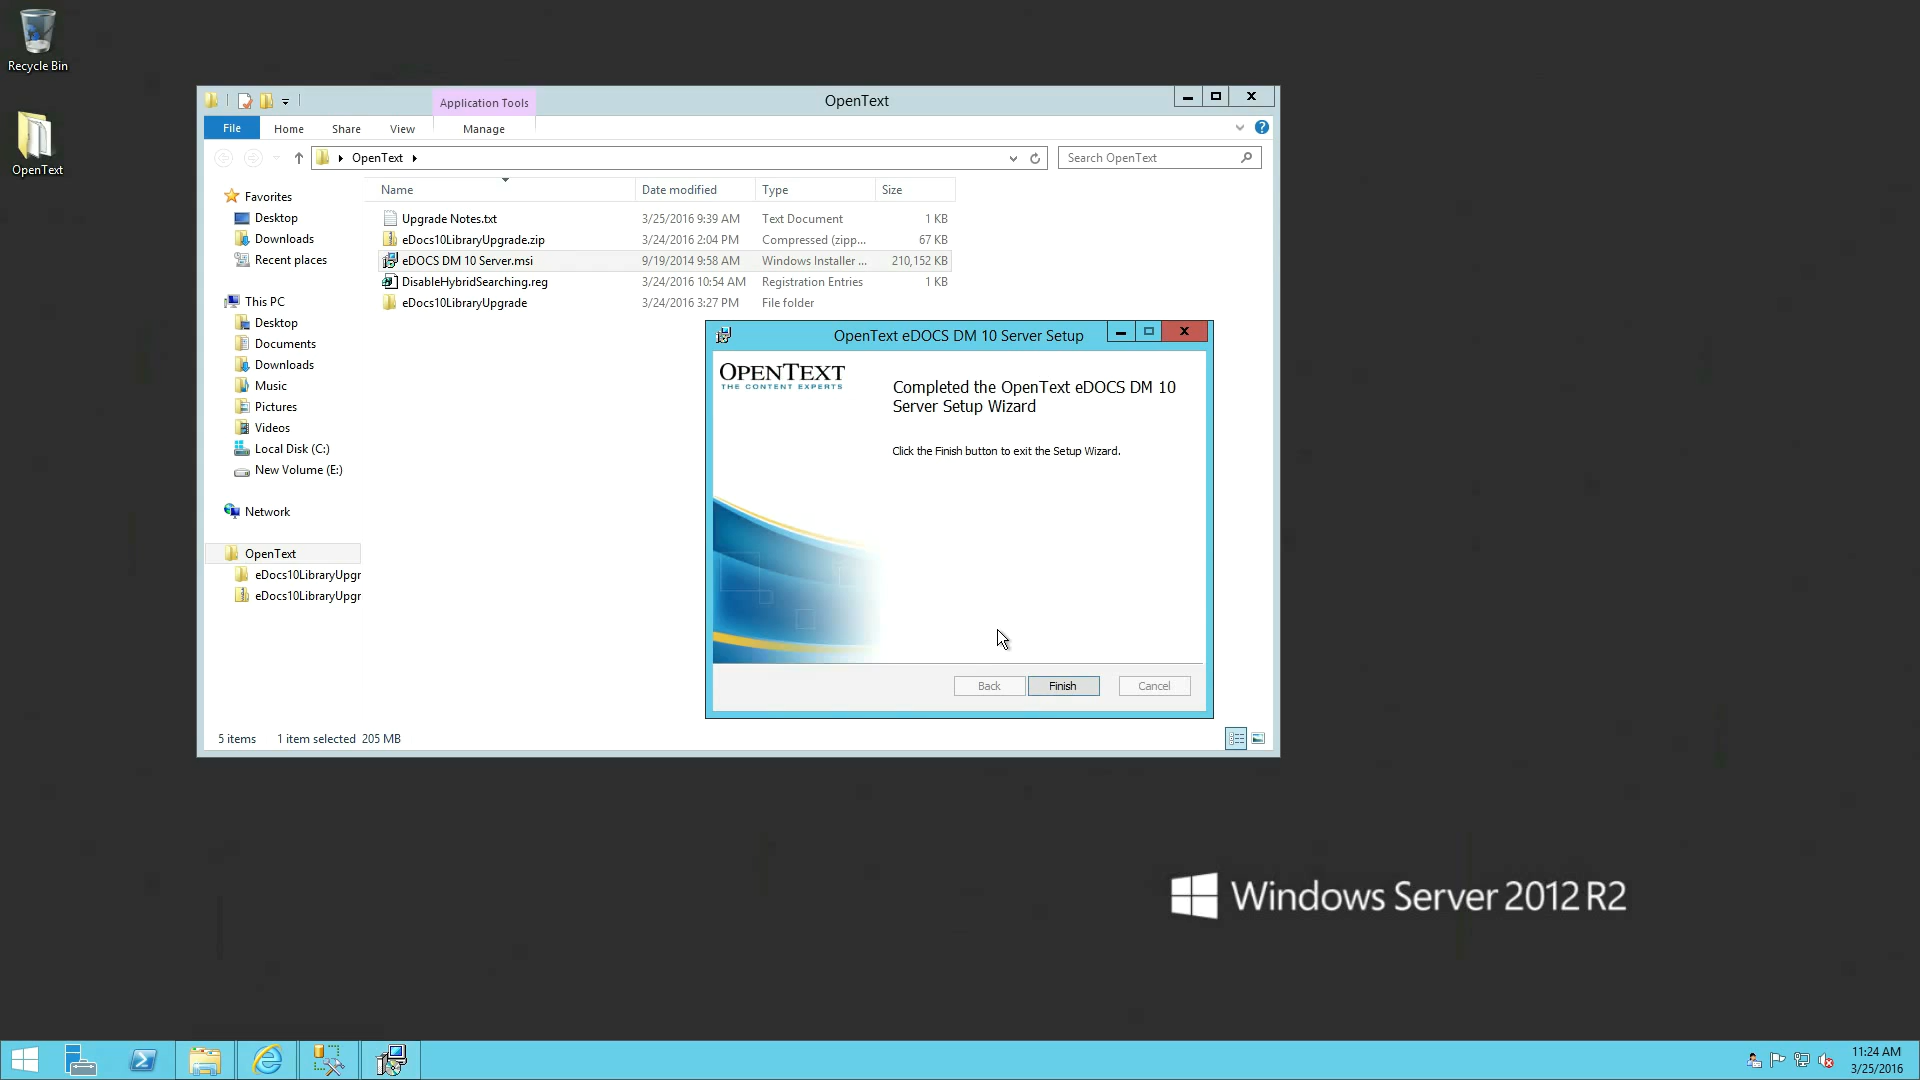 Recycle Bin
OpenText
Application Tools
OpenText
File
Home
Share
View
Manage
OpenText
Search OpenText
Name
Date modified
Type
Size
Upgrade Notes.txt
3/25/2016 9:39 AM
Text Document
1 KB
eDocs10LibraryUpgrade.zip
3/24/2016 2:04 PM
Compressed (zipp...
67 KB
eDOCS DM 10 Server.msi
9/19/2014 9:58 AM
Windows Installer ...
210,152 KB
DisableHybridSearching.reg
3/24/2016 10:54 AM
Registration Entries
1 KB
eDocs10LibraryUpgrade
3/24/2016 3:27 PM
File folder
Favorites
Desktop
Downloads
Recent places
This PC
Desktop
Documents
Downloads
Music
Pictures
Videos
Local Disk (C:)
New Volume (E:)
Network
OpenText
eDocs10LibraryUpgr
eDocs10LibraryUpgr
OpenText eDOCS DM 10 Server Setup
OPENTEXT
THE CONTENT EXPERTS
Completed the OpenText eDOCS DM 10
Server Setup Wizard
Click the Finish button to exit the Setup Wizard.
Back
Finish
Cancel
5 items
1 item selected 205 MB
Windows Server 2012 R2
11:24 AM
3/25/2016